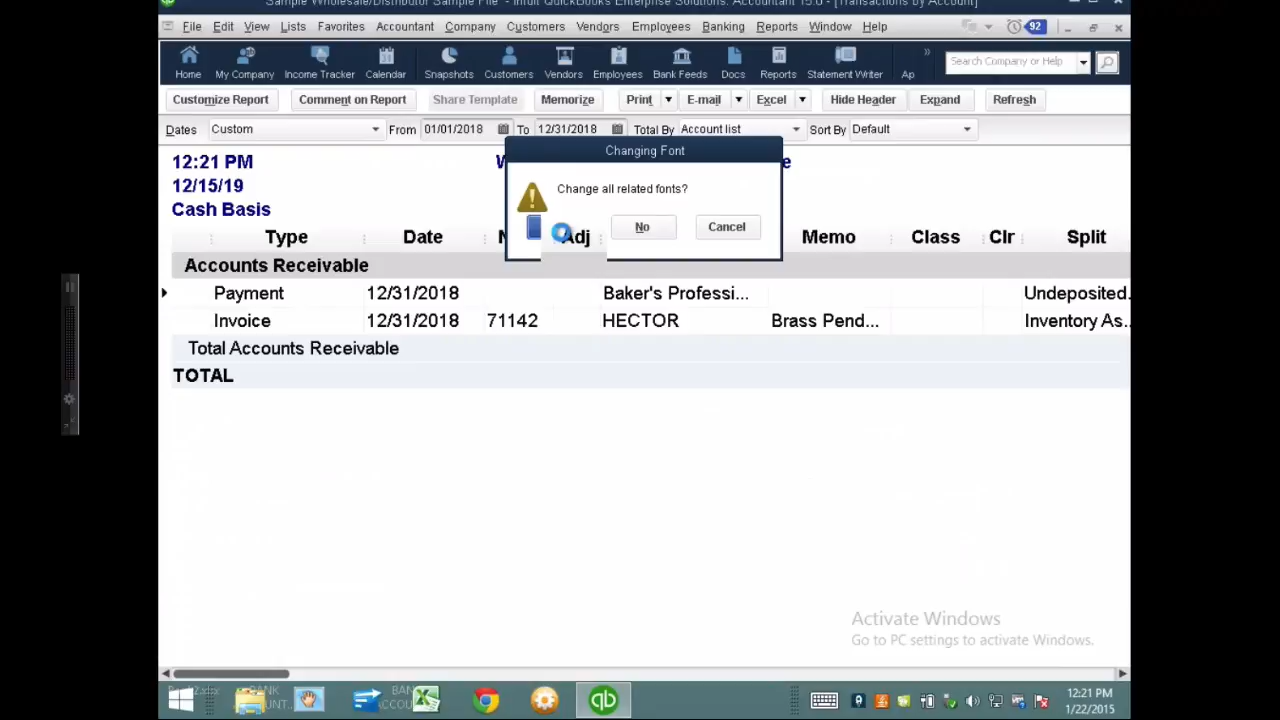 Sample Wholesale/Distributor Sample File - Intuit QuickBooks Enterprise Solutions: Accountant 15.0 - [Transactions by Account]
File Edit View Lists Favorites Accountant Company Customers Vendors Employees Banking Reports Window Help 92
Home My Company Income Tracker Calendar Snapshots Customers Vendors Employees Bank Feeds Docs Reports Statement Writer Ap » Search Company or Help
Customize Report Comment on Report Share Template Memorize Print E-mail Excel Hide Header Expand Refresh
Dates Custom From 01/01/2018 To 12/31/2018 Total By Account list Sort By Default
Changing Font
12:21 PM
12/15/19
Cash Basis
Change all related fonts?
No Cancel
Type Date Adj Memo Class Clr Split
Accounts Receivable
Payment 12/31/2018 Baker's Professi... Undeposited.
Invoice 12/31/2018 71142 HECTOR Brass Pend... Inventory As..
Total Accounts Receivable
TOTAL
Activate Windows
Go to PC settings to activate Windows.
12:21 PM
1/22/2015